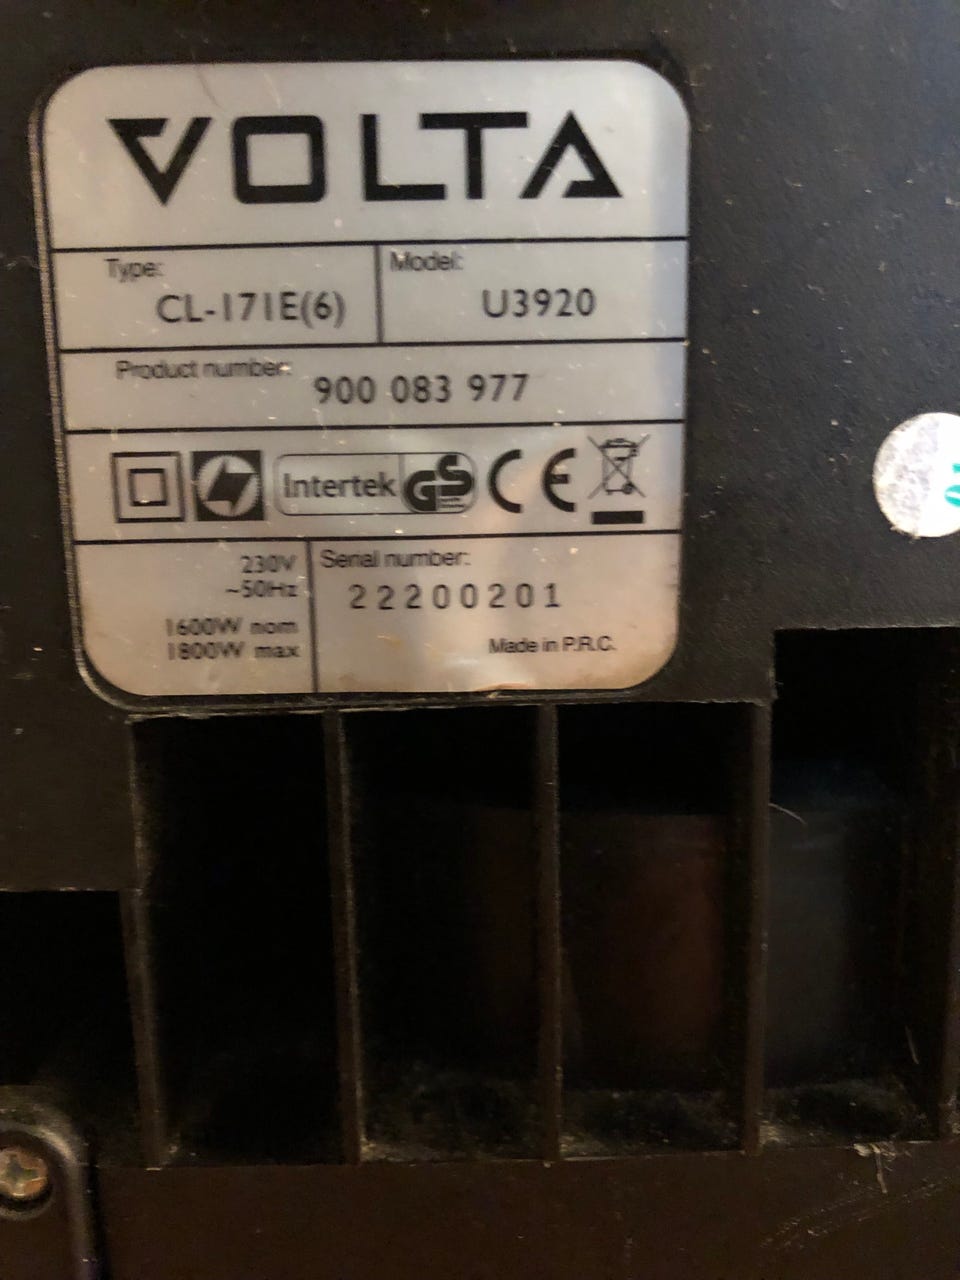 VOLTA
Type:
CL-171E(6)
Model:
U3920
Product number:
900 083 977
Intertek
GS
CE
230V
~50Hz
1600W nom
1800W max
Serial number:
22200201
Made in P.R.C.